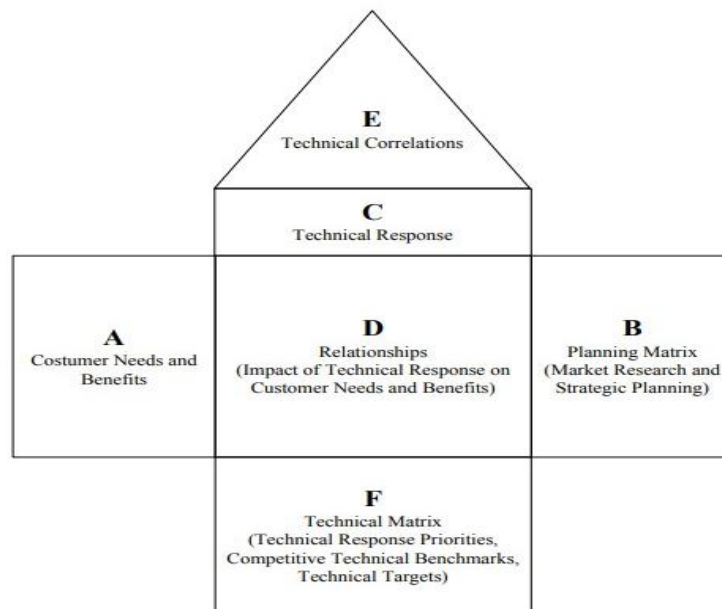 E
Technical Correlations
C
Technical Response
A
Costumer Needs and
Benefits
D
Relationships
(Impact of Technical Response on
Customer Needs and Benefits)
B
Planning Matrix
(Market Research and
Strategic Planning)
F
Technical Matrix
(Technical Response Priorities,
Competitive Technical Benchmarks,
Technical Targets)